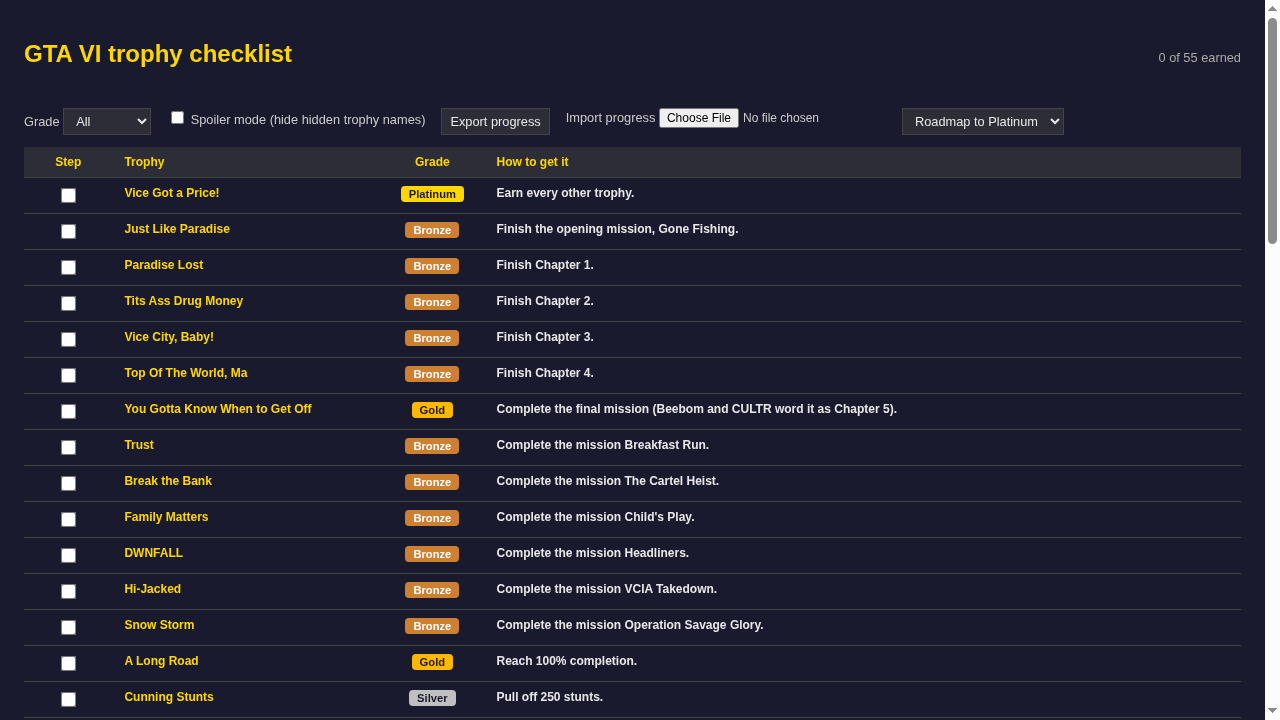 GTA VI trophy checklist
0 of 55 earned
Grade All Spoiler mode (hide hidden trophy names) Export progress Import progress Choose File No file chosen Roadmap to Platinum
Step Trophy Grade How to get it
Vice Got a Price! Platinum Earn every other trophy.
Just Like Paradise Bronze Finish the opening mission, Gone Fishing.
Paradise Lost Bronze Finish Chapter 1.
Tits Ass Drug Money Bronze Finish Chapter 2.
Vice City, Baby! Bronze Finish Chapter 3.
Top Of The World, Ma Bronze Finish Chapter 4.
You Gotta Know When to Get Off Gold Complete the final mission (Beebom and CULTR word it as Chapter 5).
Trust Bronze Complete the mission Breakfast Run.
Break the Bank Bronze Complete the mission The Cartel Heist.
Family Matters Bronze Complete the mission Child's Play.
DWNFALL Bronze Complete the mission Headliners.
Hi-Jacked Bronze Complete the mission VCIA Takedown.
Snow Storm Bronze Complete the mission Operation Savage Glory.
A Long Road Gold Reach 100% completion.
Cunning Stunts Silver Pull off 250 stunts.